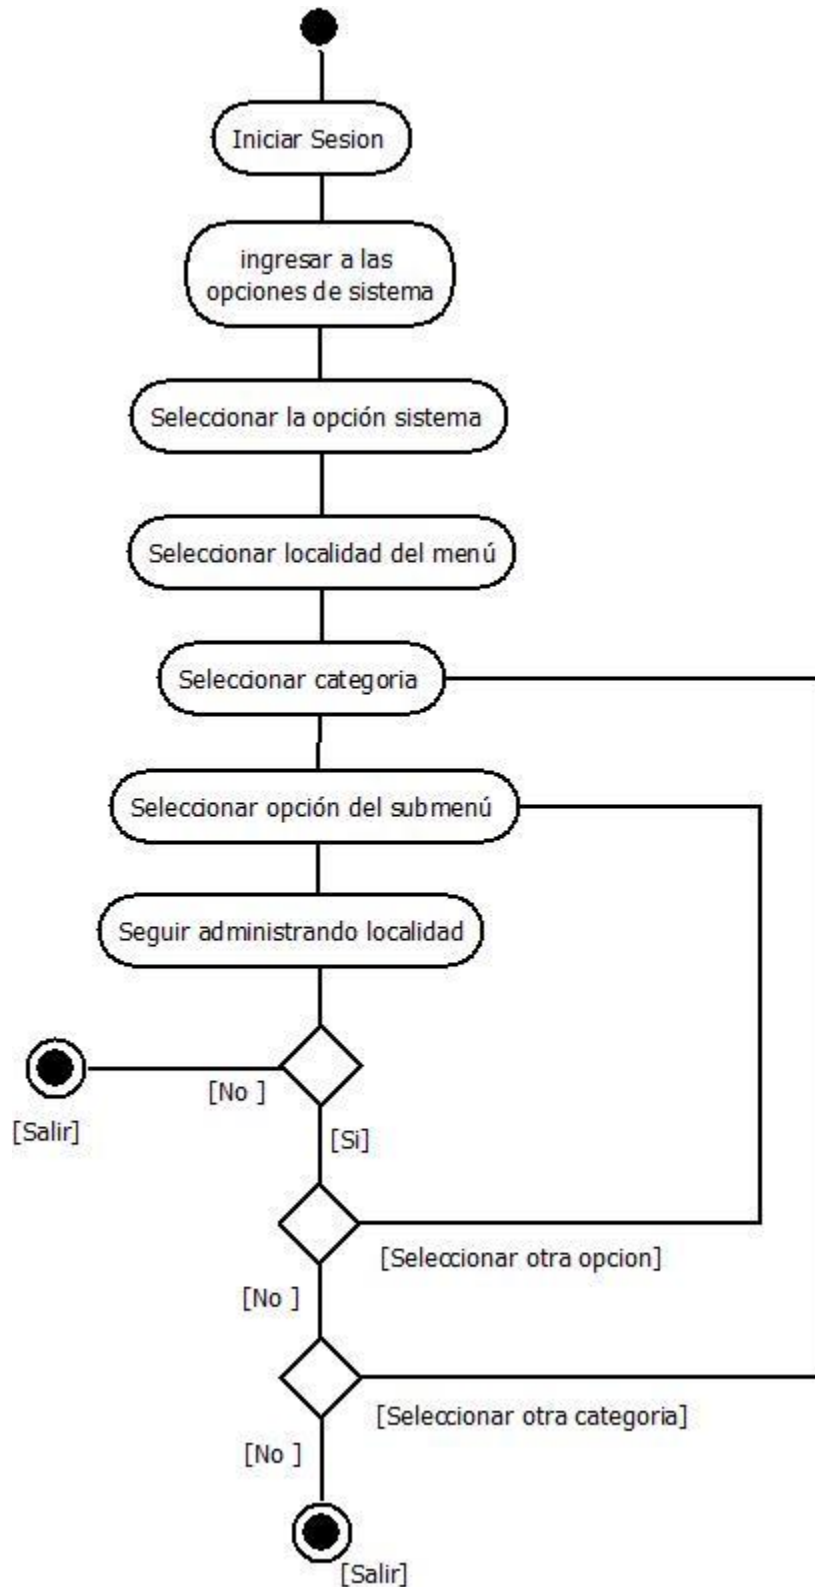 Iniciar Sesion
ingresar a las
opciones de sistema
Seleccionar la opción sistema
Seleccionar localidad del menú
Seleccionar categoria
Seleccionar opción del submenú
Seguir administrando localidad
[No ]
[Salir]
[Si]
[Seleccionar otra opcion]
[No ]
[Seleccionar otra categoria]
[No ]
[Salir]